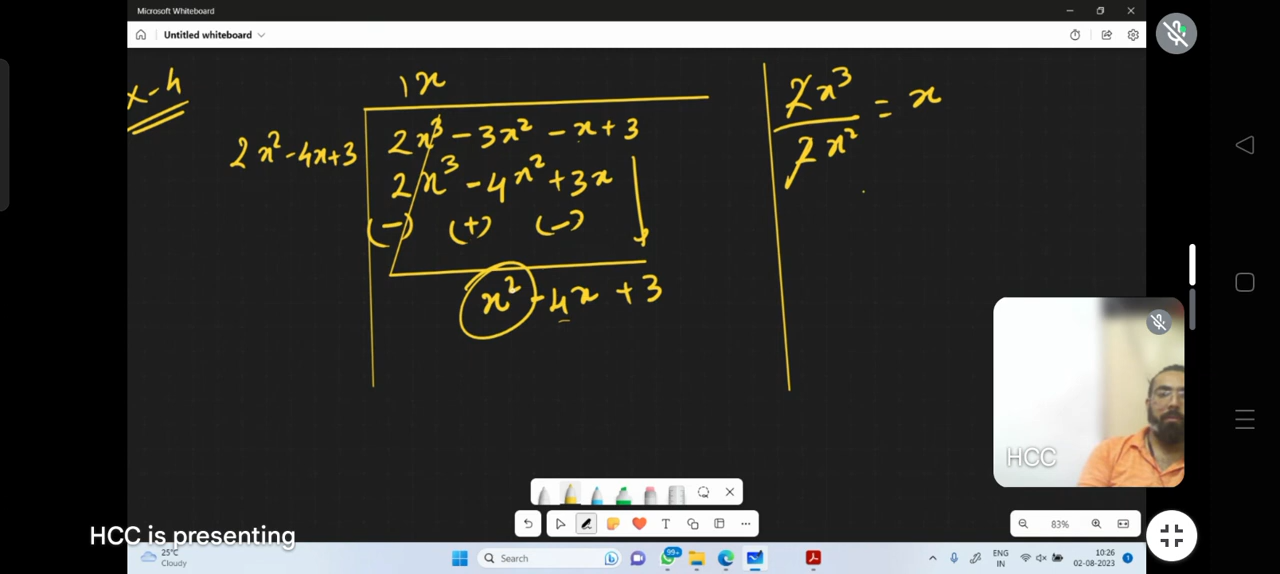 Microsoft Whiteboard
Untitled whiteboard
x-4
1x
2x²-4x+3
2x³ - 3x² - x + 3
2x³ - 4x² + 3x
(-) (+) (-)
x² - 4x + 3
2x³
2x²
= x
HCC
83%
HCC is presenting
25°C
Cloudy
Search
99+
ENG
IN
10:26
02-08-2023